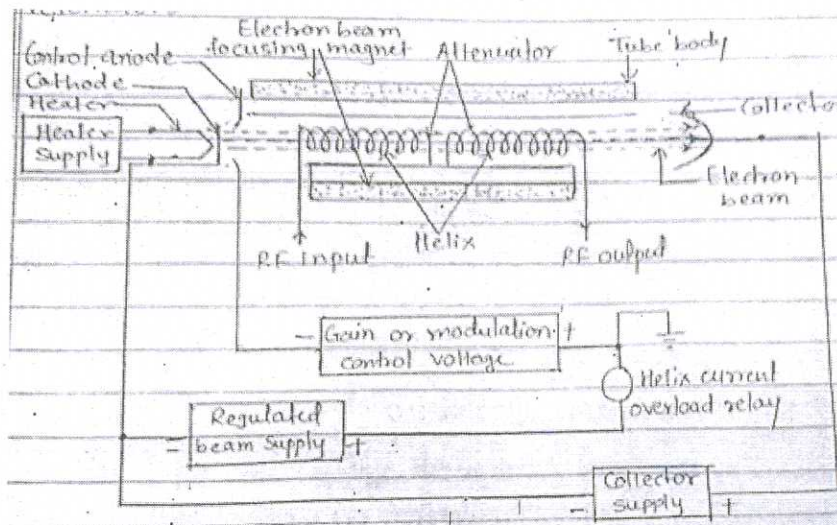 Electron beam
focusing magnet
Attenuator
Tube body
Control anode
Cathode
Heater
Heater
Supply
Collector
Electron
beam
RF input
Helix
RF output
- Gain or modulation +
control voltage
Helix current
overload relay
Regulated
- beam supply +
Collector
- supply +